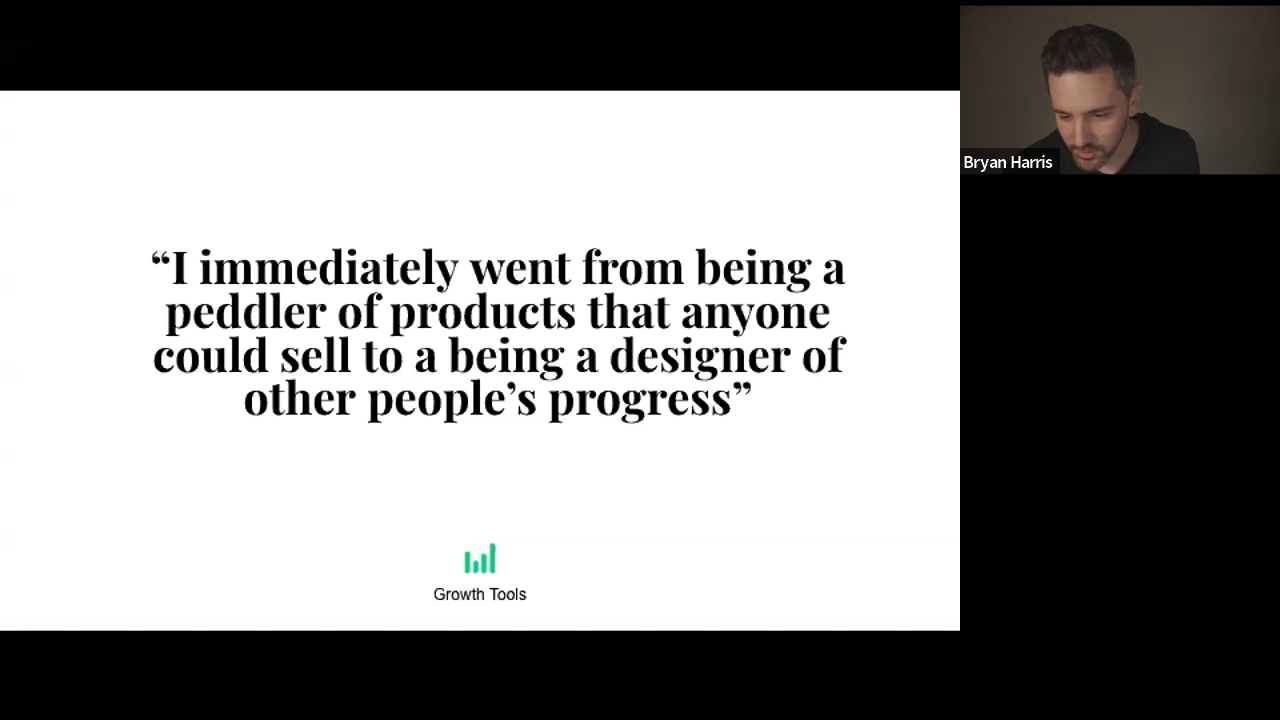 “I immediately went from being a
peddler of products that anyone
could sell to a being a designer of
other people’s progress”
Growth Tools
Bryan Harris